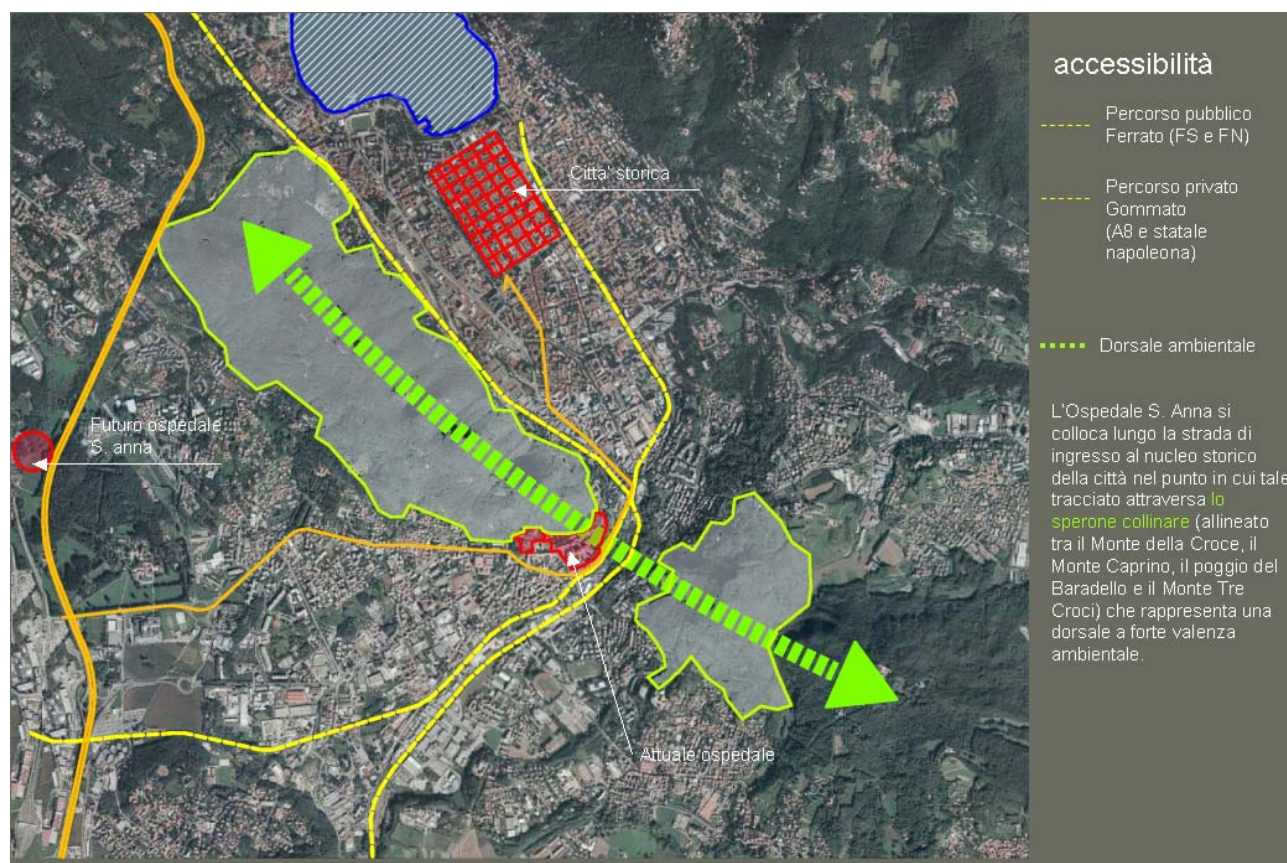 accessibilità
Percorso pubblico
Ferrato (FS e FN)
Percorso privato
Gommato
(A8 e statale
napoleona)
Dorsale ambientale
L'Ospedale S. Anna si
colloca lungo la strada di
ingresso al nucleo storico
della città nel punto in cui tale
tracciato attraversa lo
sperone collinare (allineato
tra il Monte della Croce, il
Monte Caprino, il poggio del
Baradello e il Monte Tre
Croci) che rappresenta una
dorsale a forte valenza
ambientale.
Citta' storica
Futuro ospedale
S. anna
Attuale ospedale